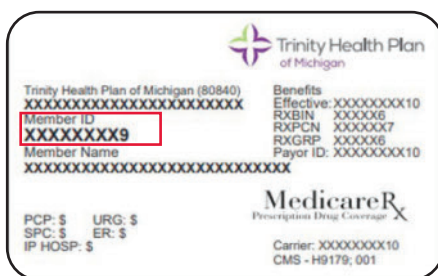 Trinity Health Plan
of Michigan
Trinity Health Plan of Michigan (80840)
XXXXXXXXXXXXXXXXXXXXXXXX
Member ID
XXXXXXXX9
Member Name
XXXXXXXXXXXXXXXXXXXXXXXXXXXXX
Benefits
Effective: XXXXXXXX10
RXBIN XXXXX6
RXPCN XXXXXX7
RXGRP XXXXX6
Payor ID: XXXXXXXX10
MedicareRx
Prescription Drug Coverage
PCP: $ URG: $
SPC: $ ER: $
IP HOSP: $
Carrier: XXXXXXXX10
CMS - H9179; 001